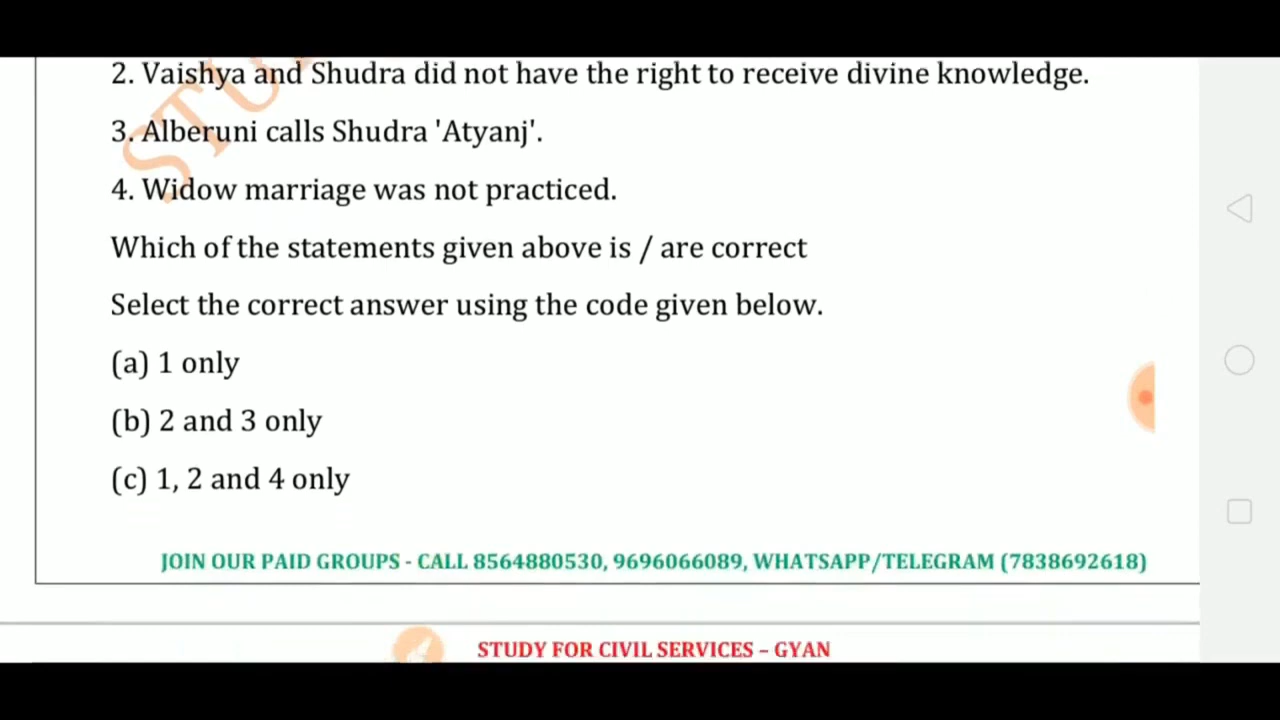 2. Vaishya and Shudra did not have the right to receive divine knowledge.
3. Alberuni calls Shudra 'Atyanj'.
4. Widow marriage was not practiced.
Which of the statements given above is / are correct
Select the correct answer using the code given below.
(a) 1 only
(b) 2 and 3 only
(c) 1, 2 and 4 only
JOIN OUR PAID GROUPS - CALL 8564880530, 9696066089, WHATSAPP/TELEGRAM (7838692618)
STUDY FOR CIVIL SERVICES – GYAN